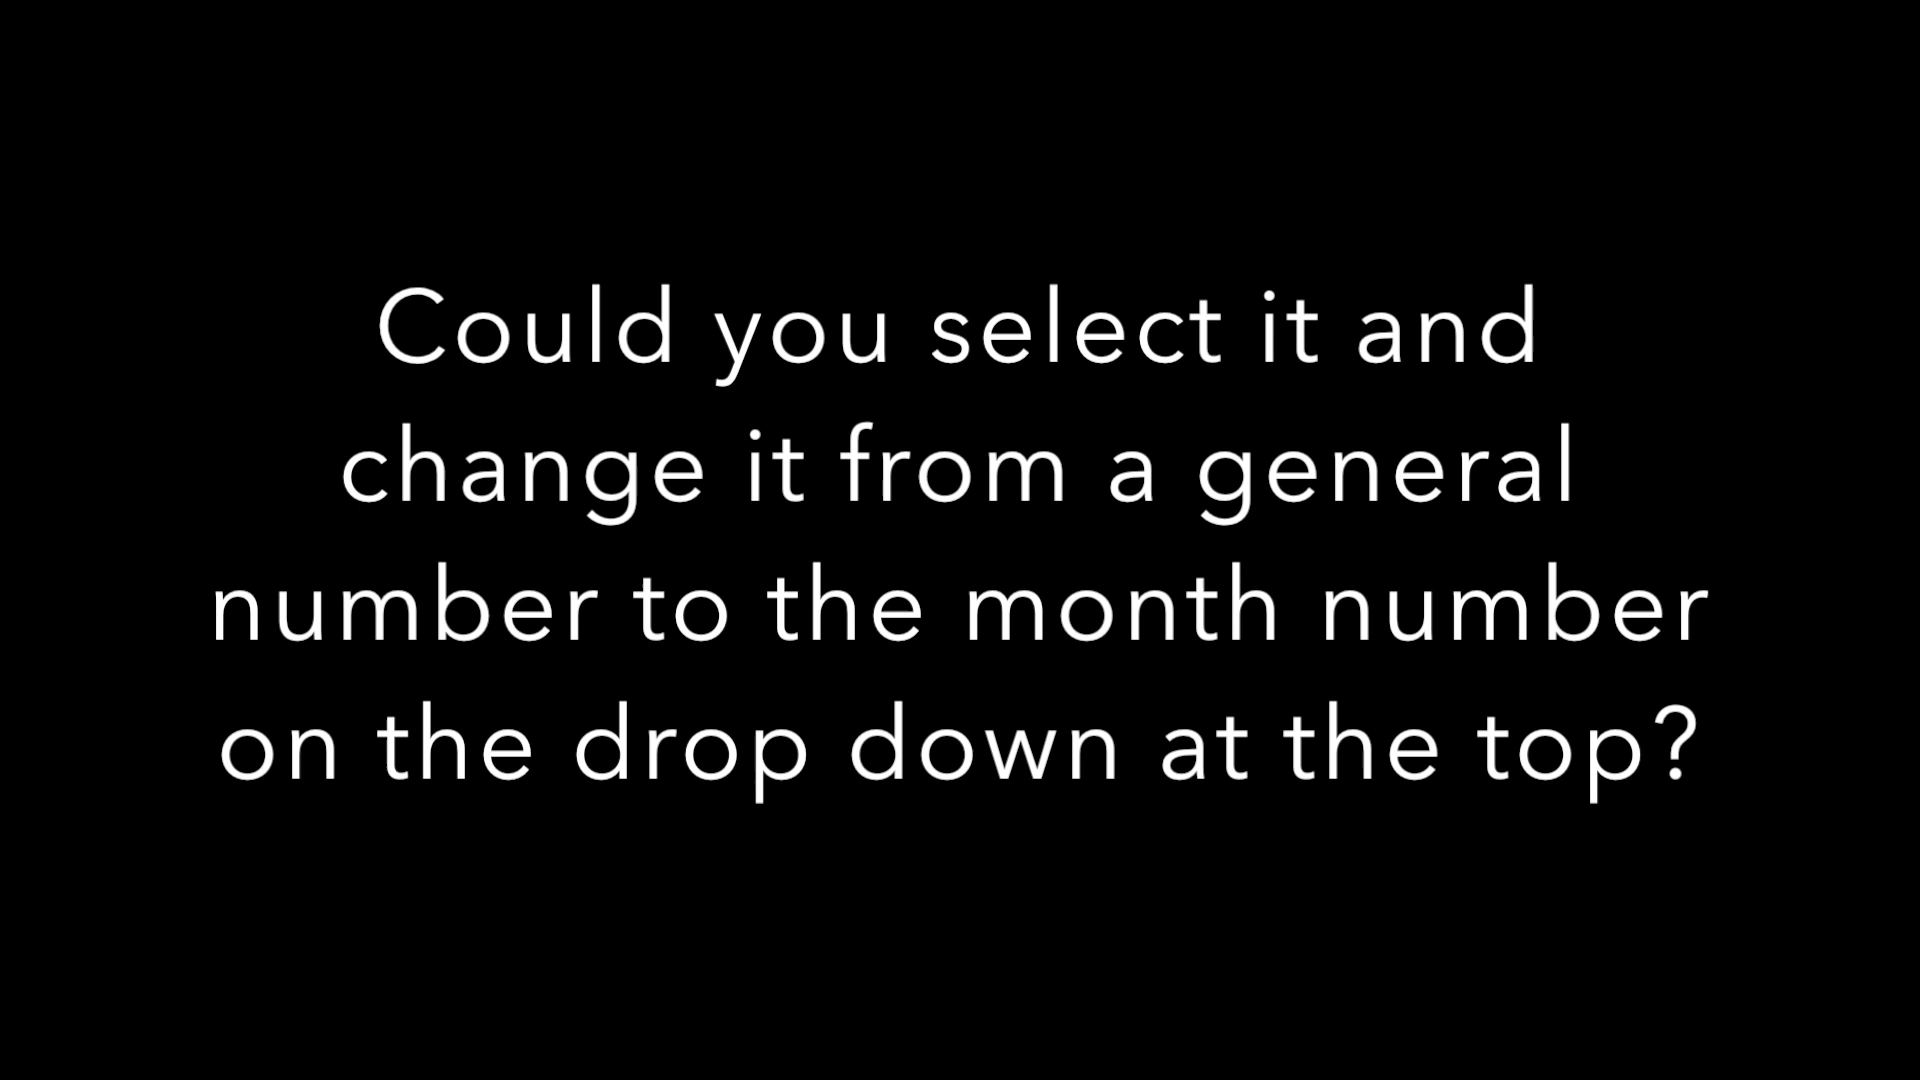 Could you select it and
change it from a general
number to the month number
on the drop down at the top?